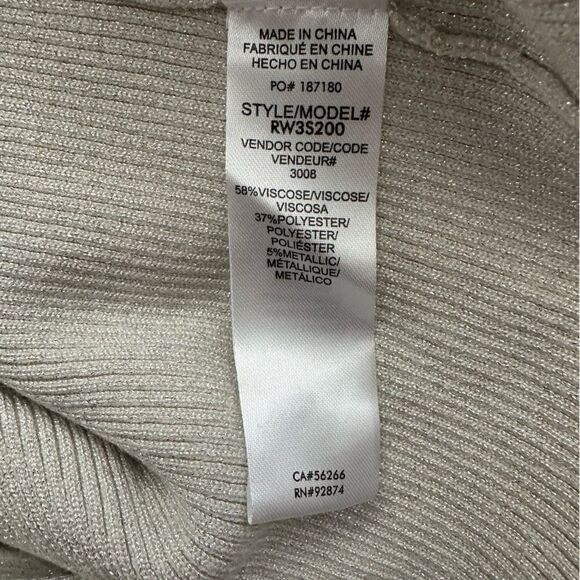 MADE IN CHINA
FABRIQUÉ EN CHINE
HECHO EN CHINA
PO# 187180
STYLE/MODEL#
RW3S200
VENDOR CODE/CODE
VENDEUR#
3008
58%VISCOSE/VISCOSE/
VISCOSA
37%POLYESTER/
POLYESTER/
POLIÉSTER
5%METALLIC/
MÉTALLIQUE/
METÁLICO
CA#56266
RN#92874